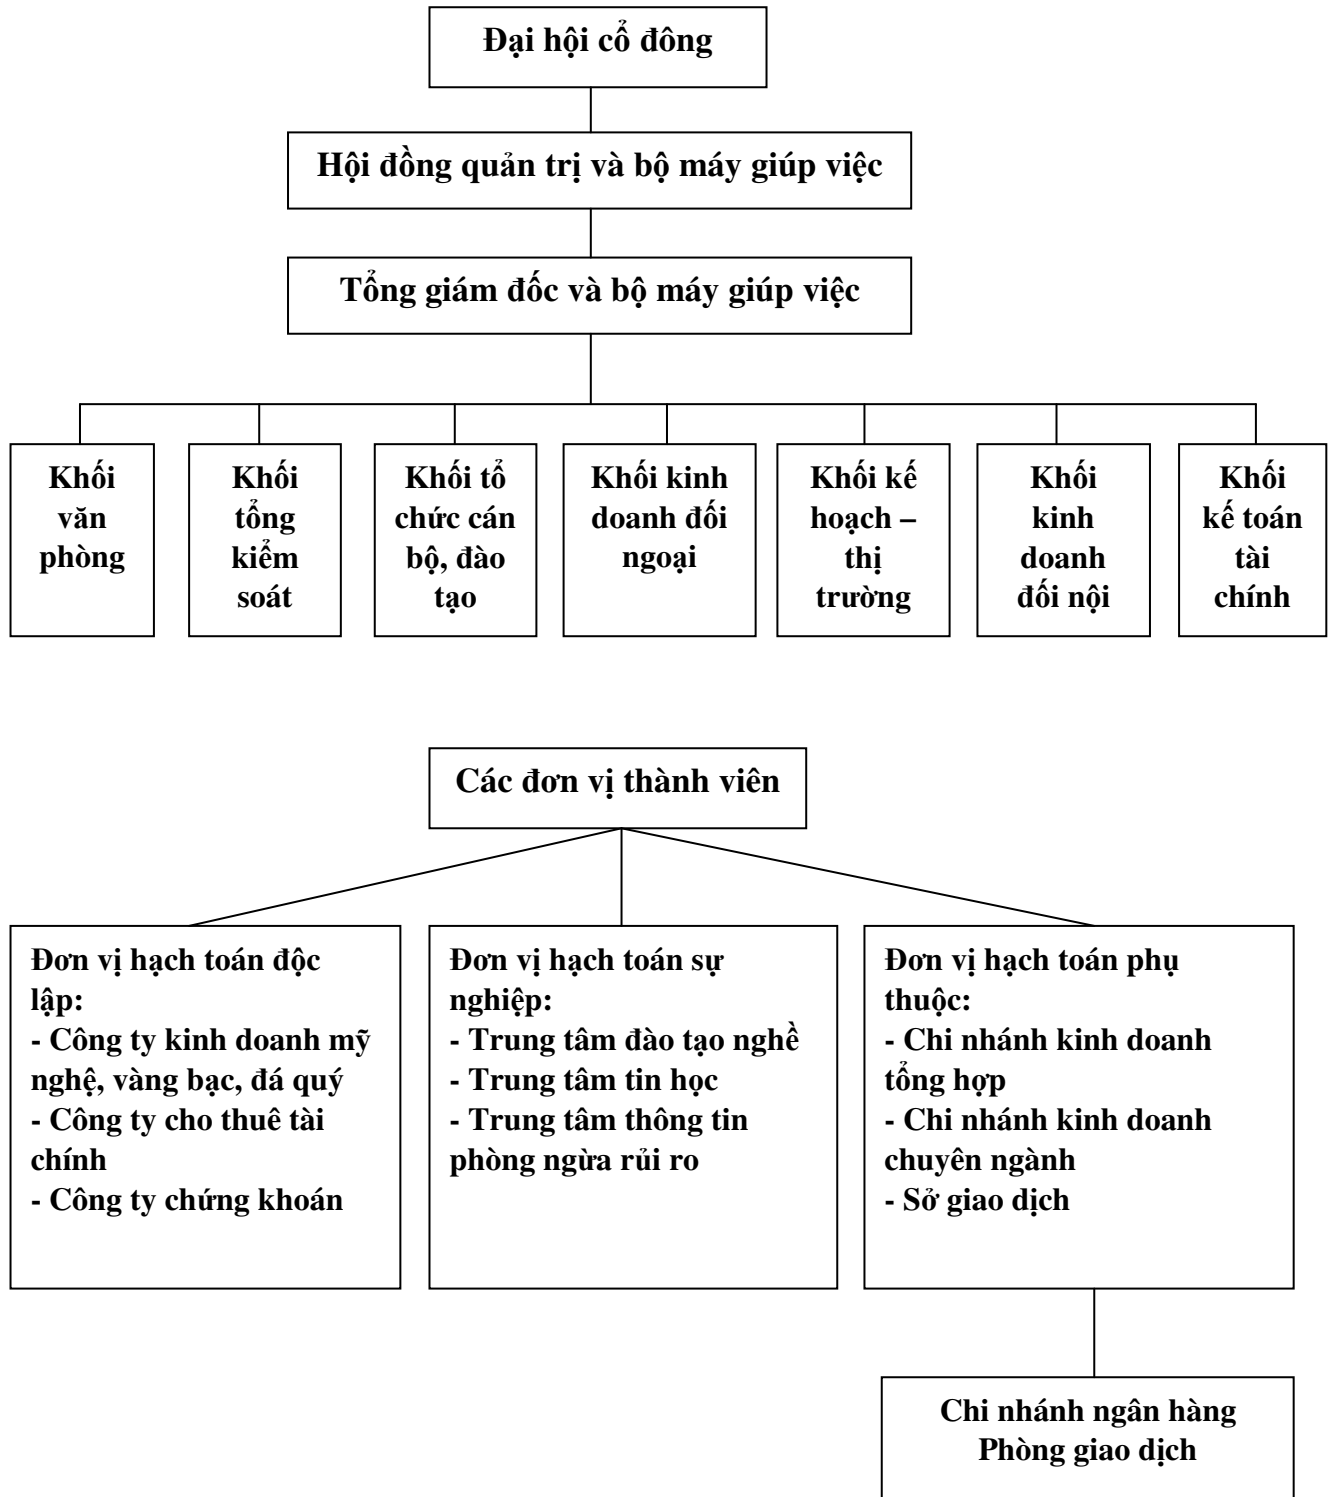 Đại hội cổ đông
Hội đồng quản trị và bộ máy giúp việc
Tổng giám đốc và bộ máy giúp việc
Khối
văn
phòng
Khối
tổng
kiểm
soát
Khối tổ
chức cán
bộ, đào
tạo
Khối kinh
doanh đối
ngoại
Khối kế
hoạch –
thị
trường
Khối
kinh
doanh
đối nội
Khối
kế toán
tài
chính
Các đơn vị thành viên
Đơn vị hạch toán độc
lập:
- Công ty kinh doanh mỹ
nghệ, vàng bạc, đá quý
- Công ty cho thuê tài
chính
- Công ty chứng khoán
Đơn vị hạch toán sự
nghiệp:
- Trung tâm đào tạo nghề
- Trung tâm tin học
- Trung tâm thông tin
phòng ngừa rủi ro
Đơn vị hạch toán phụ
thuộc:
- Chi nhánh kinh doanh
tổng hợp
- Chi nhánh kinh doanh
chuyên ngành
- Sở giao dịch
Chi nhánh ngân hàng
Phòng giao dịch